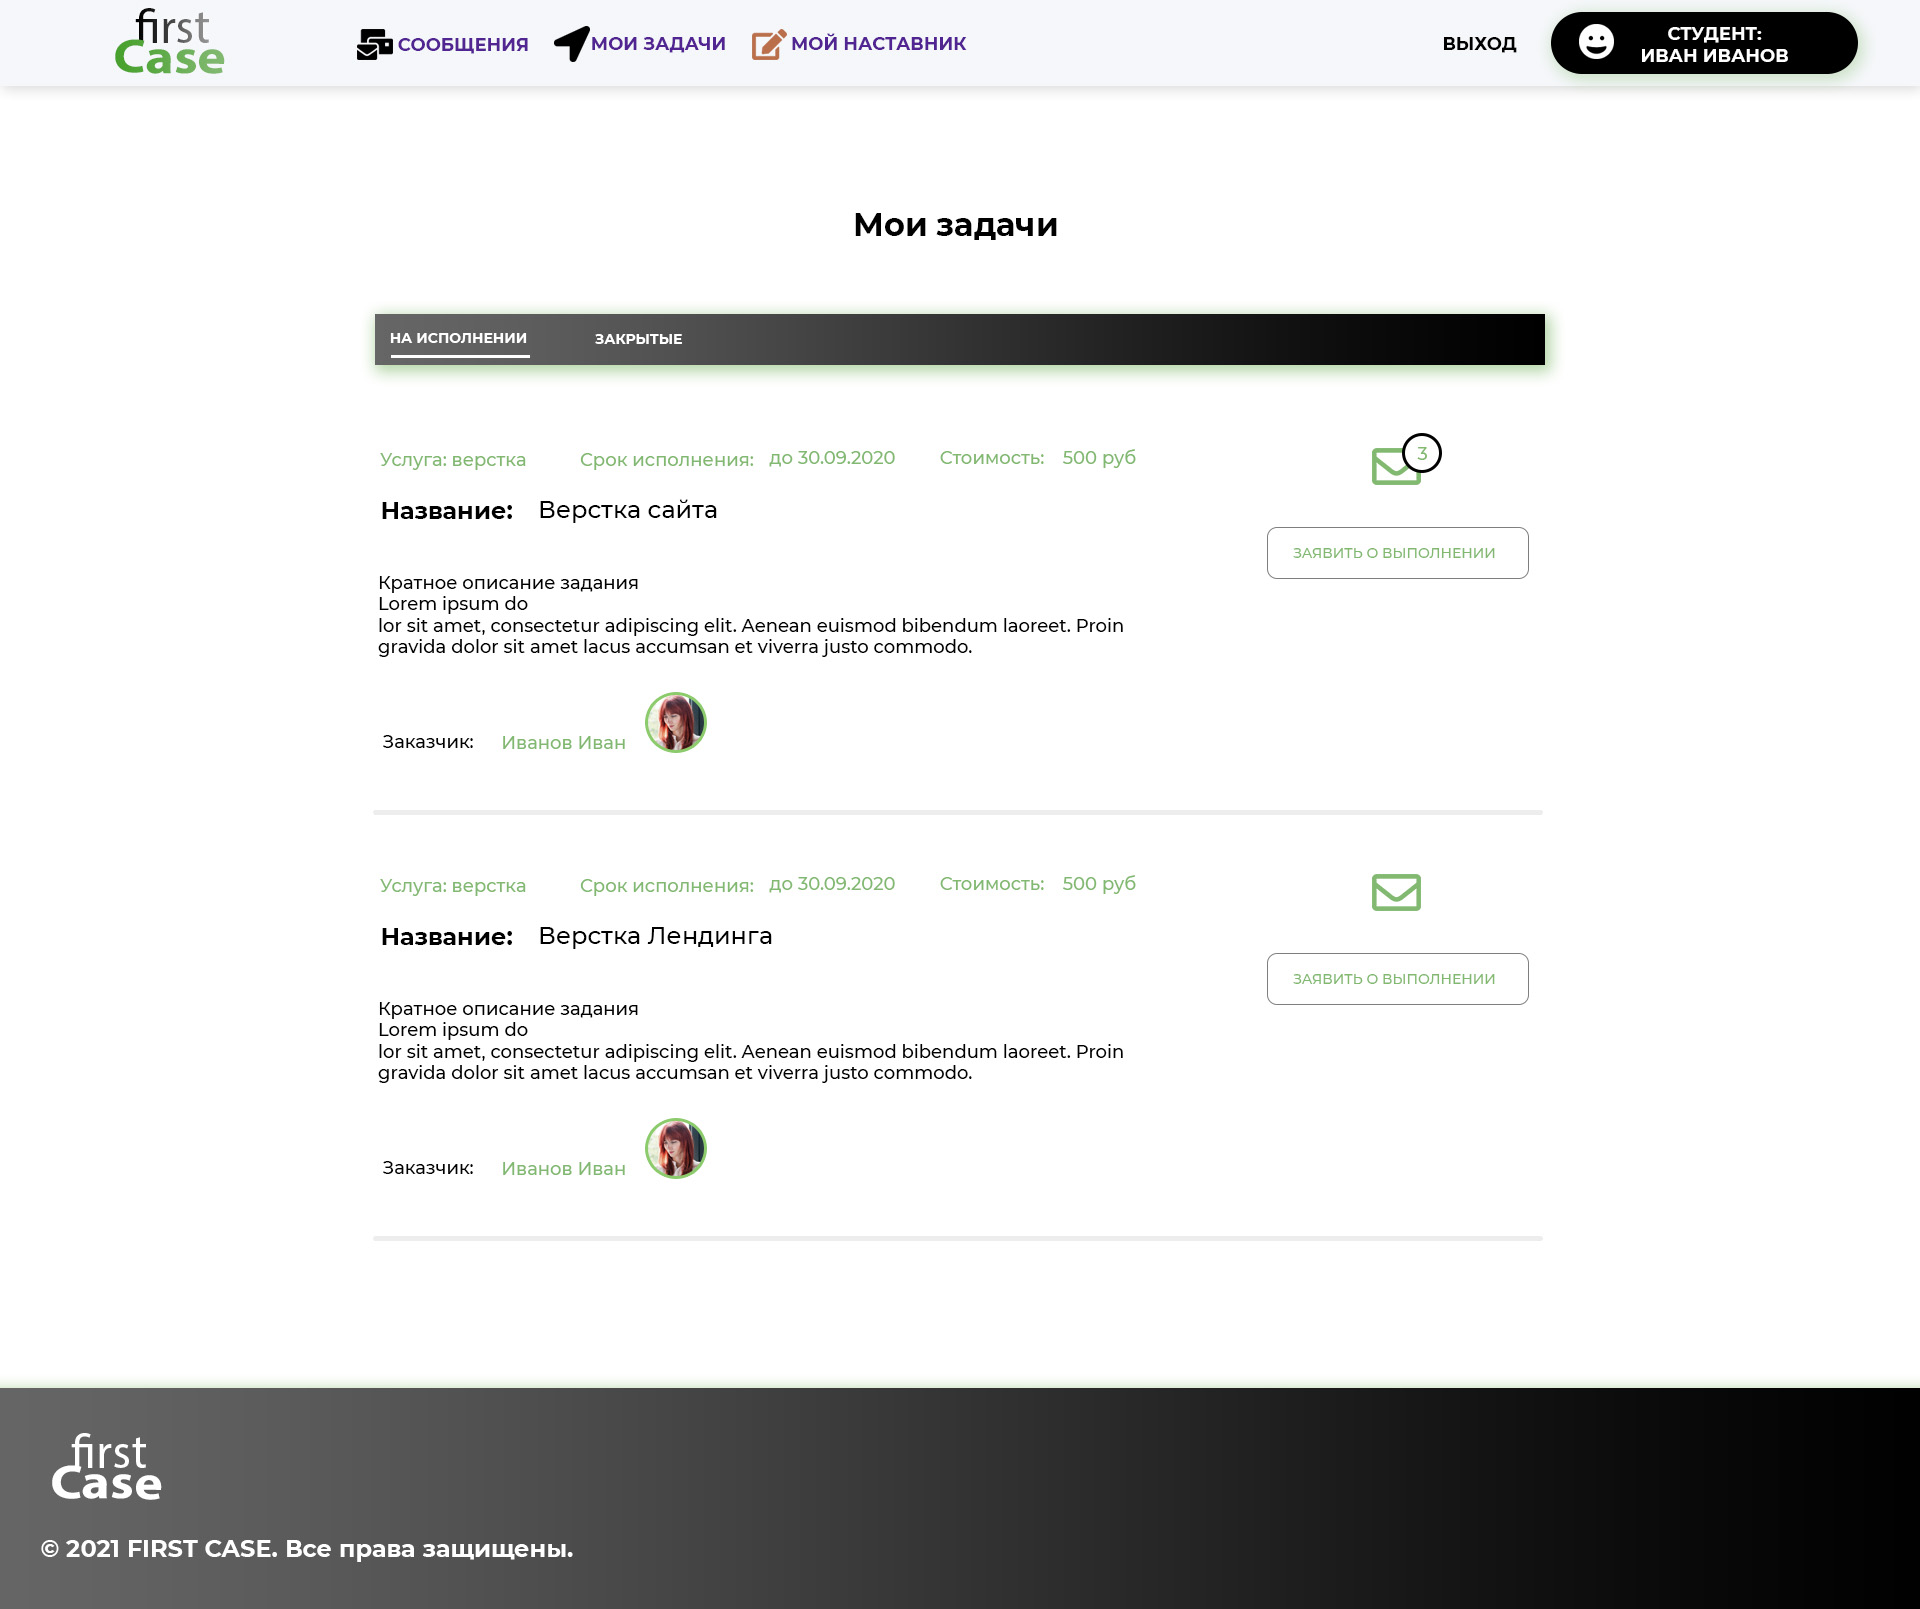 first
Case
СООБЩЕНИЯ
МОИ ЗАДАЧИ
МОЙ НАСТАВНИК
ВЫХОД
СТУДЕНТ:
ИВАН ИВАНОВ
Мои задачи
НА ИСПОЛНЕНИИ
ЗАКРЫТЫЕ
Услуга: верстка
Срок исполнения:
до 30.09.2020
Стоимость:
500 руб
3
Название:
Верстка сайта
ЗАЯВИТЬ О ВЫПОЛНЕНИИ
Кратное описание задания
Lorem ipsum do
lor sit amet, consectetur adipiscing elit. Aenean euismod bibendum laoreet. Proin
gravida dolor sit amet lacus accumsan et viverra justo commodo.
Заказчик:
Иванов Иван
Услуга: верстка
Срок исполнения:
до 30.09.2020
Стоимость:
500 руб
Название:
Верстка Лендинга
ЗАЯВИТЬ О ВЫПОЛНЕНИИ
Кратное описание задания
Lorem ipsum do
lor sit amet, consectetur adipiscing elit. Aenean euismod bibendum laoreet. Proin
gravida dolor sit amet lacus accumsan et viverra justo commodo.
Заказчик:
Иванов Иван
first
Case
© 2021 FIRST CASE. Все права защищены.